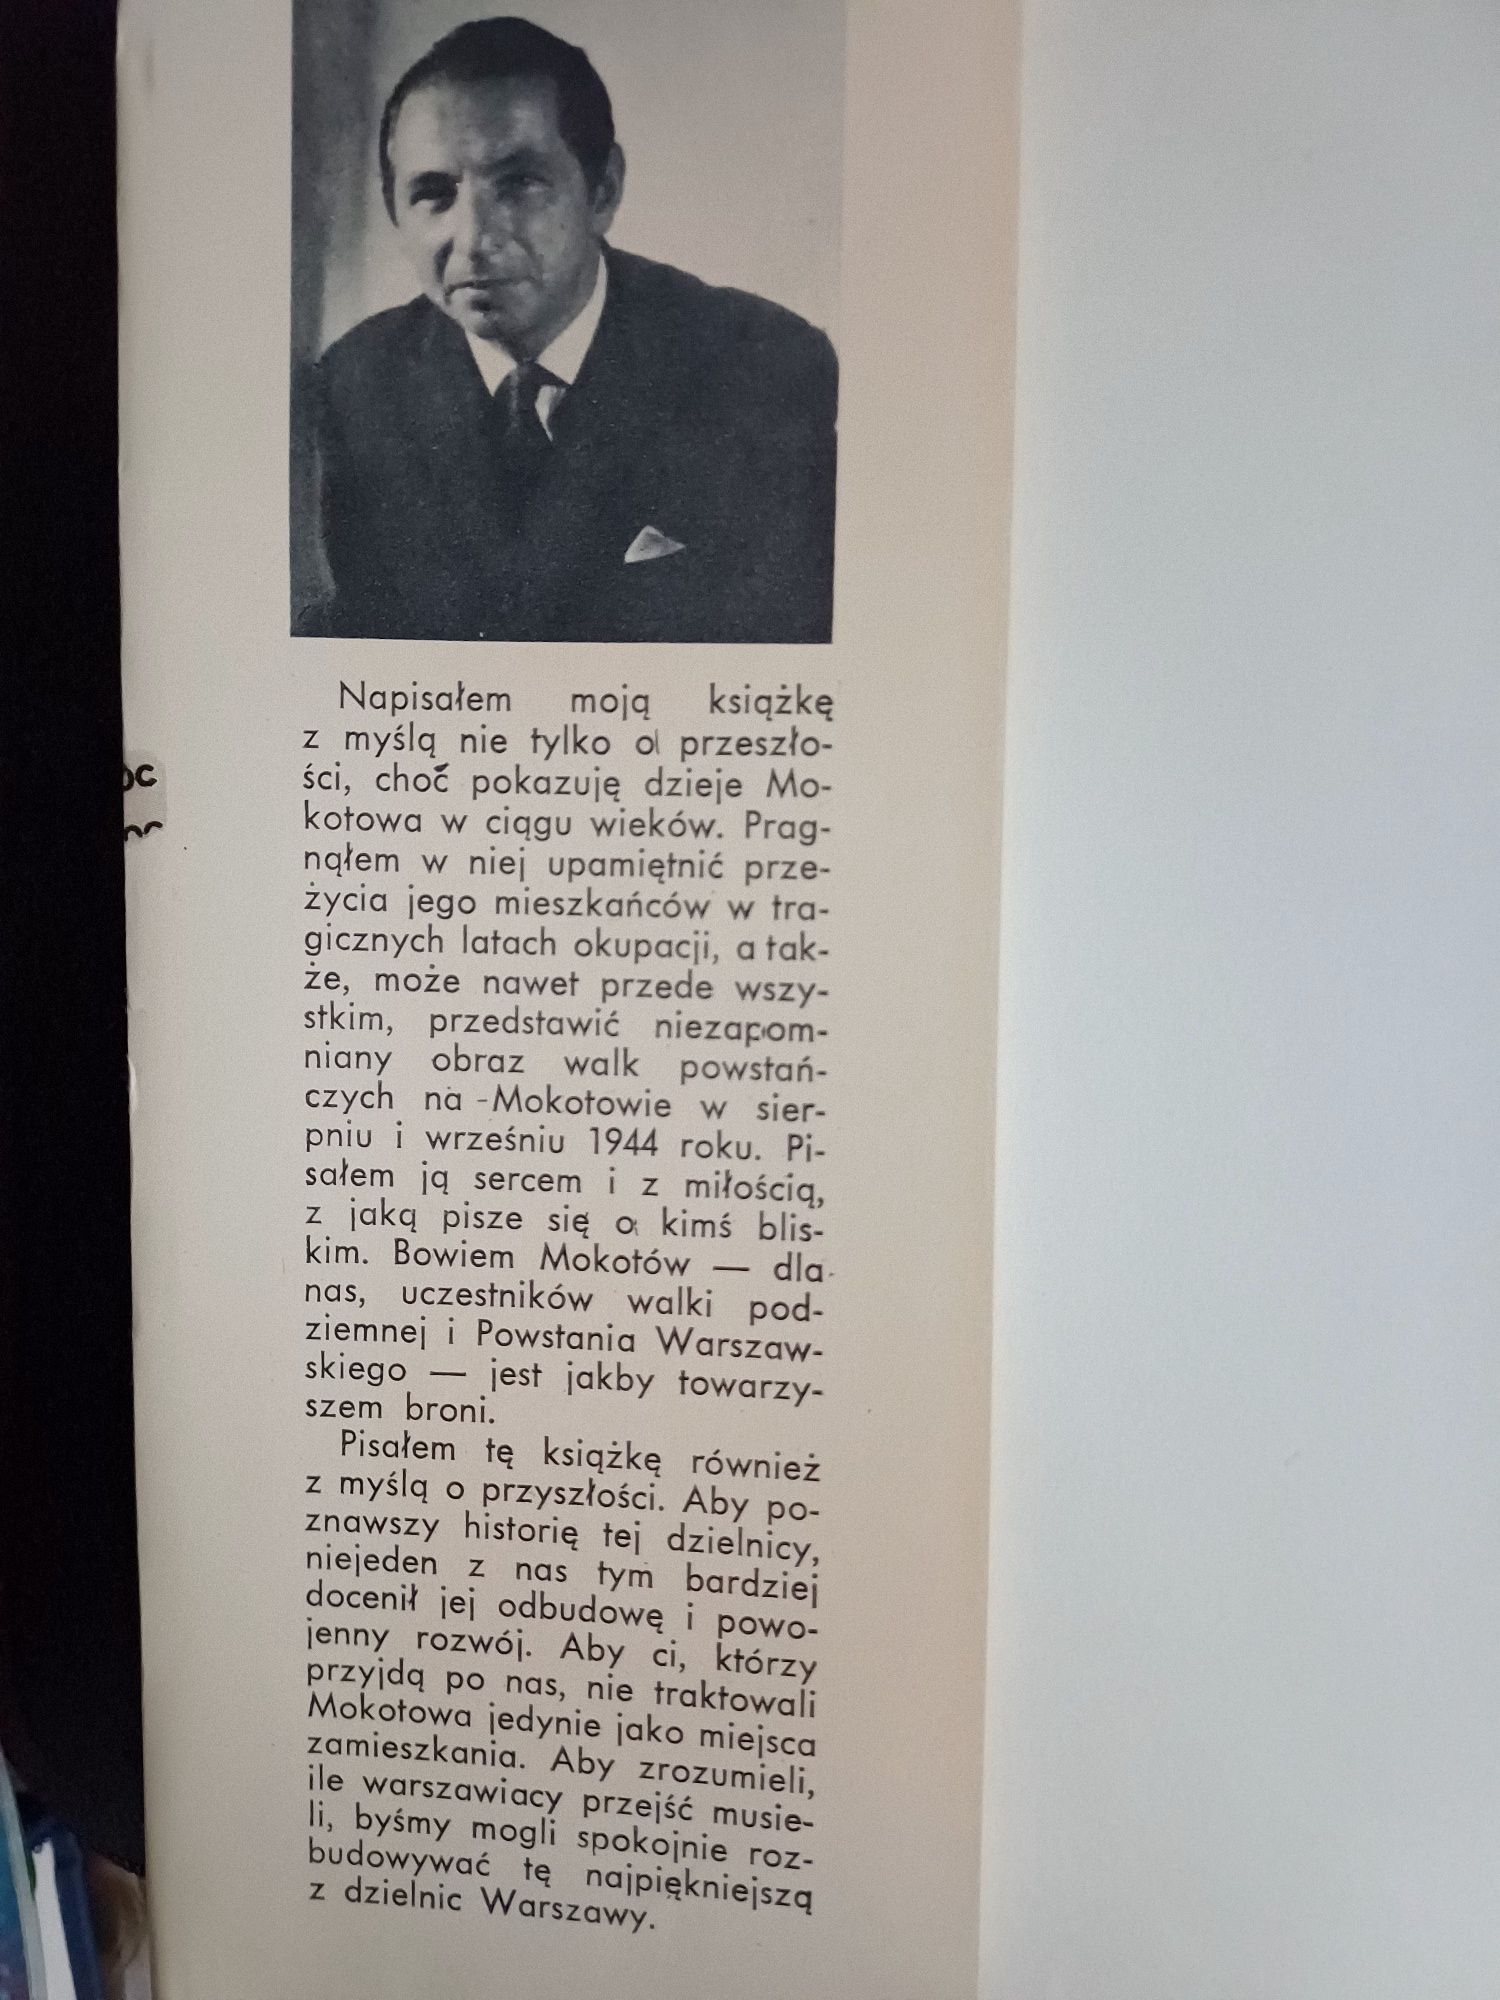 Napisałem moją książkę
z myślą nie tylko o przeszło-
ści, choć pokazuję dzieje Mo-
kotowa w ciągu wieków. Prag-
nąłem w niej upamiętnić prze-
życia jego mieszkańców w tra-
gicznych latach okupacji, a tak-
że, może nawet przede wszy-
stkim, przedstawić niezapom-
niany obraz walk powstań-
czych na Mokotowie w sier-
pniu i wrześniu 1944 roku. Pi-
sałem ją sercem i z miłością,
z jaką pisze się o kimś blis-
kim. Bowiem Mokotów — dla
nas, uczestników walki pod-
ziemnej i Powstania Warszaw-
skiego — jest jakby towarzy-
szem broni.
Pisałem tę książkę również
z myślą o przyszłości. Aby po-
znawszy historię tej dzielnicy,
niejeden z nas tym bardziej
docenił jej odbudowę i powo-
jenny rozwój. Aby ci, którzy
przyjdą po nas, nie traktowali
Mokotowa jedynie jako miejsca
zamieszkania. Aby zrozumieli,
ile warszawiacy przejść musie-
li, byśmy mogli spokojnie roz-
budowywać tę najpiękniejszą
z dzielnic Warszawy.